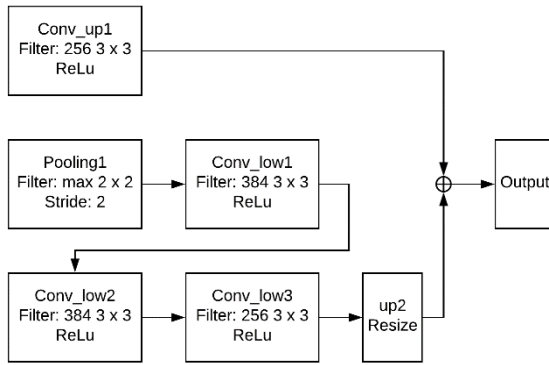 Conv_up1
Filter: 256 3 x 3
ReLu
Pooling1
Filter: max 2 x 2
Stride: 2
Conv_low1
Filter: 384 3 x 3
ReLu
Output
Conv_low2
Filter: 384 3 x 3
ReLu
Conv_low3
Filter: 256 3 x 3
ReLu
up2
Resize